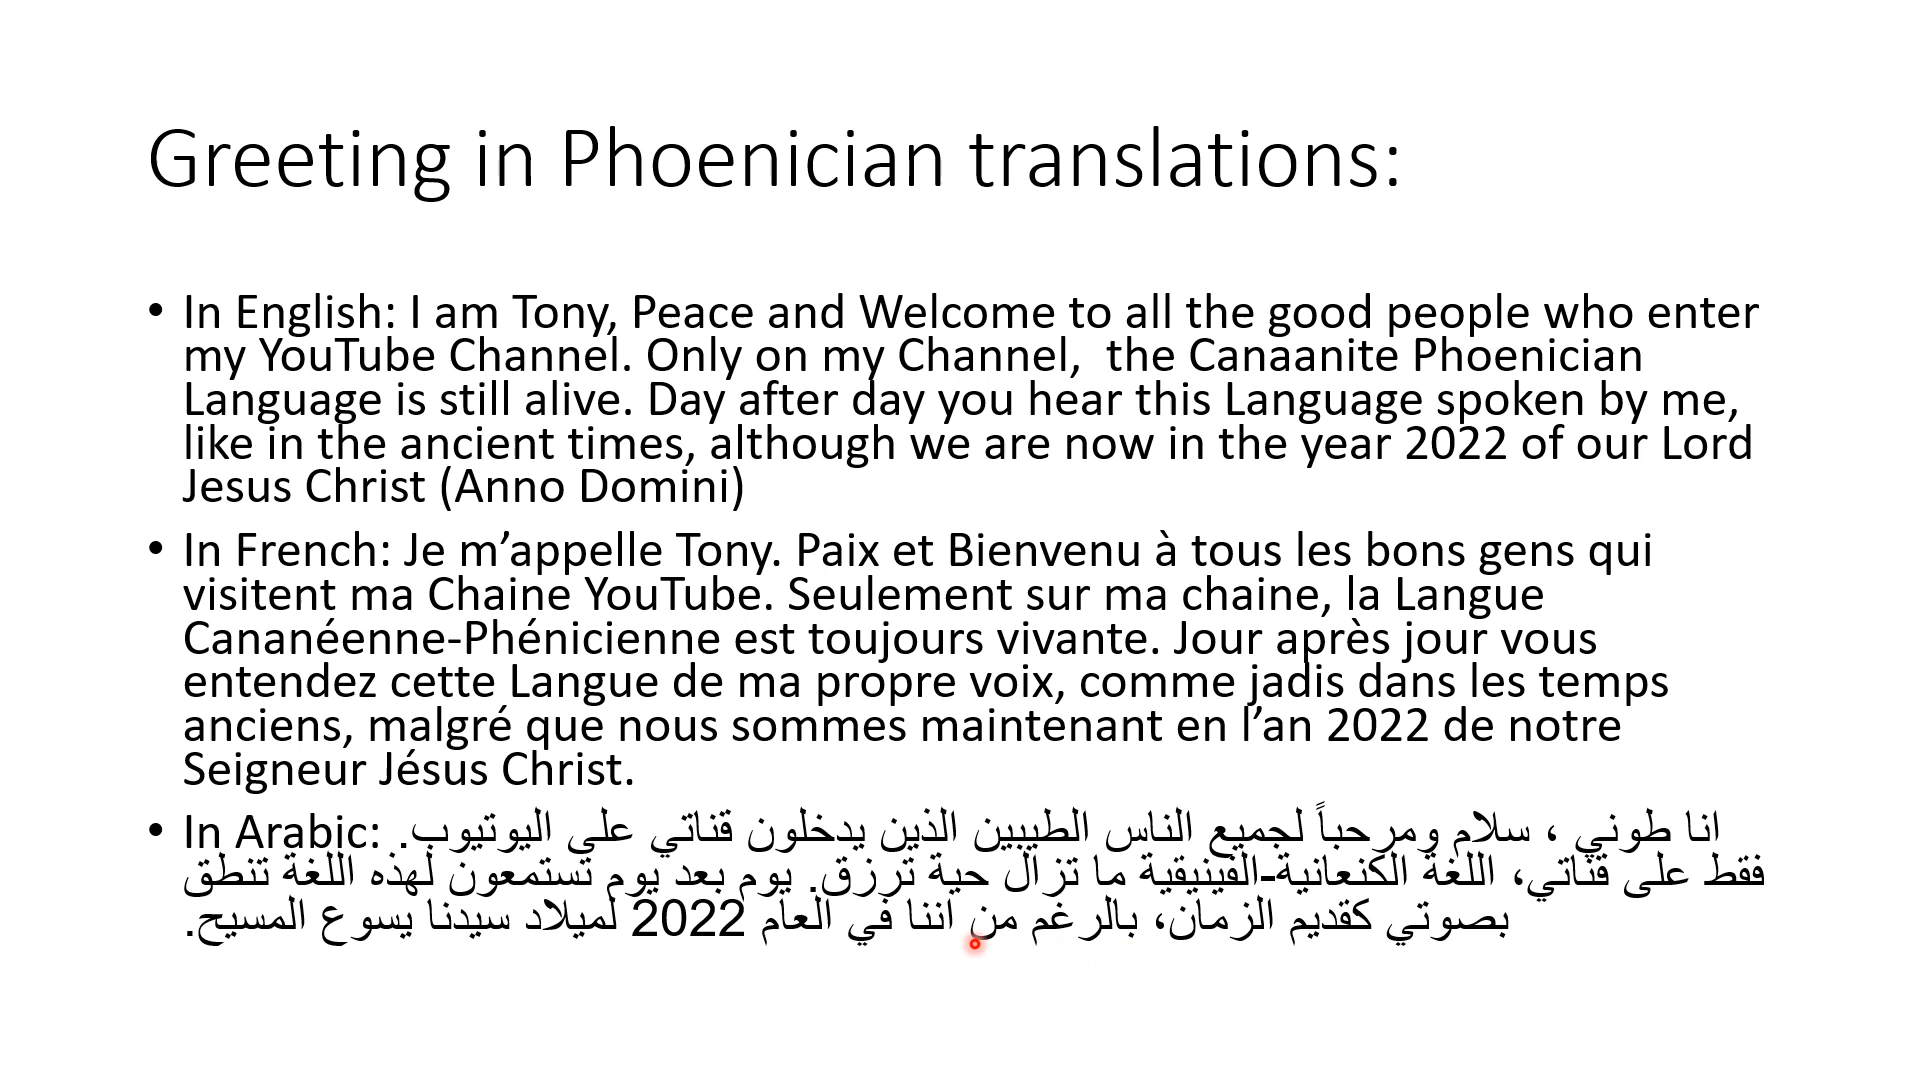 Greeting in Phoenician translations:
• In English: I am Tony, Peace and Welcome to all the good people who enter
my YouTube Channel. Only on my Channel,  the Canaanite Phoenician
Language is still alive. Day after day you hear this Language spoken by me,
like in the ancient times, although we are now in the year 2022 of our Lord
Jesus Christ (Anno Domini)
• In French: Je m’appelle Tony. Paix et Bienvenu à tous les bons gens qui
visitent ma Chaine YouTube. Seulement sur ma chaine, la Langue
Cananéenne-Phénicienne est toujours vivante. Jour après jour vous
entendez cette Langue de ma propre voix, comme jadis dans les temps
anciens, malgré que nous sommes maintenant en l’an 2022 de notre
Seigneur Jésus Christ.
• In Arabic: انا طوني ، سلام ومرحباً لجميع الناس الطيبين الذين يدخلون قناتي على اليوتيوب.
فقط على قناتي، اللغة الكنعانية-الفينيقية ما تزال حية ترزق. يوم بعد يوم تستمعون لهذه اللغة تنطق
بصوتي كقديم الزمان، بالرغم من اننا في العام 2022 لميلاد سيدنا يسوع المسيح.